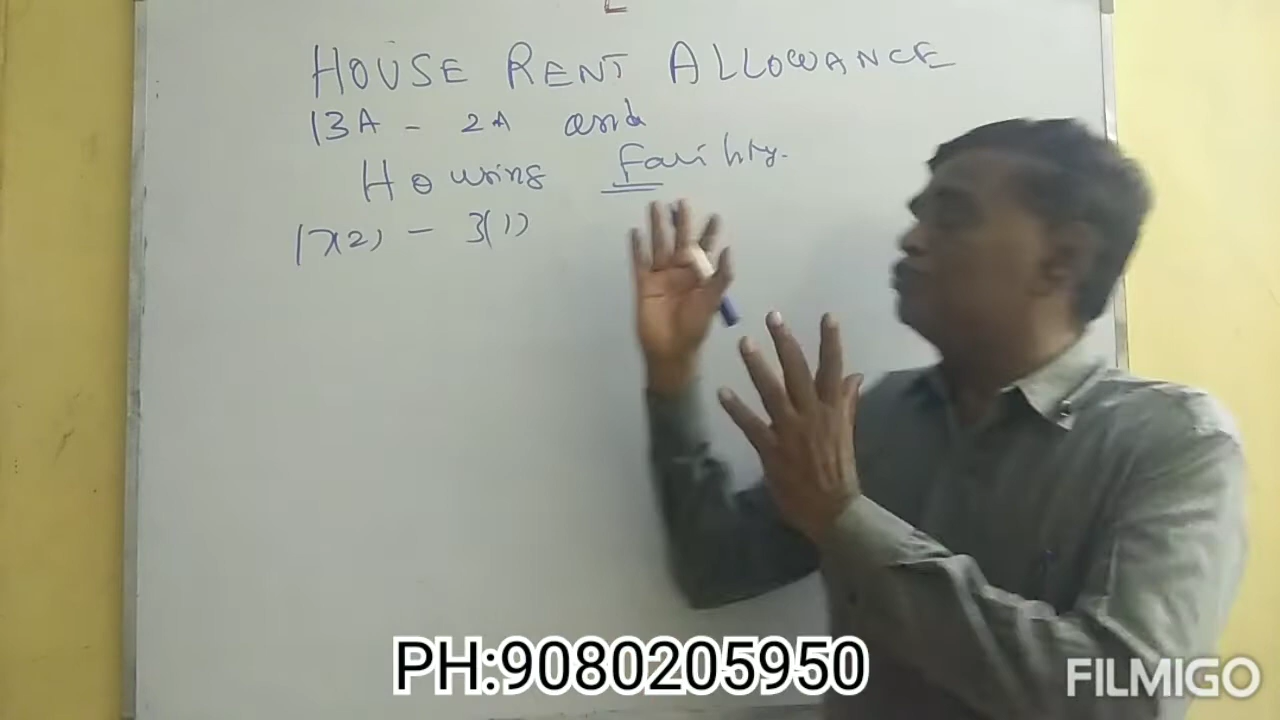 HOUSE RENT ALLOWANCE
13A - 2A and
Housing Facility.
17(2) - 3(1)
PH:9080205950
FILMIGO